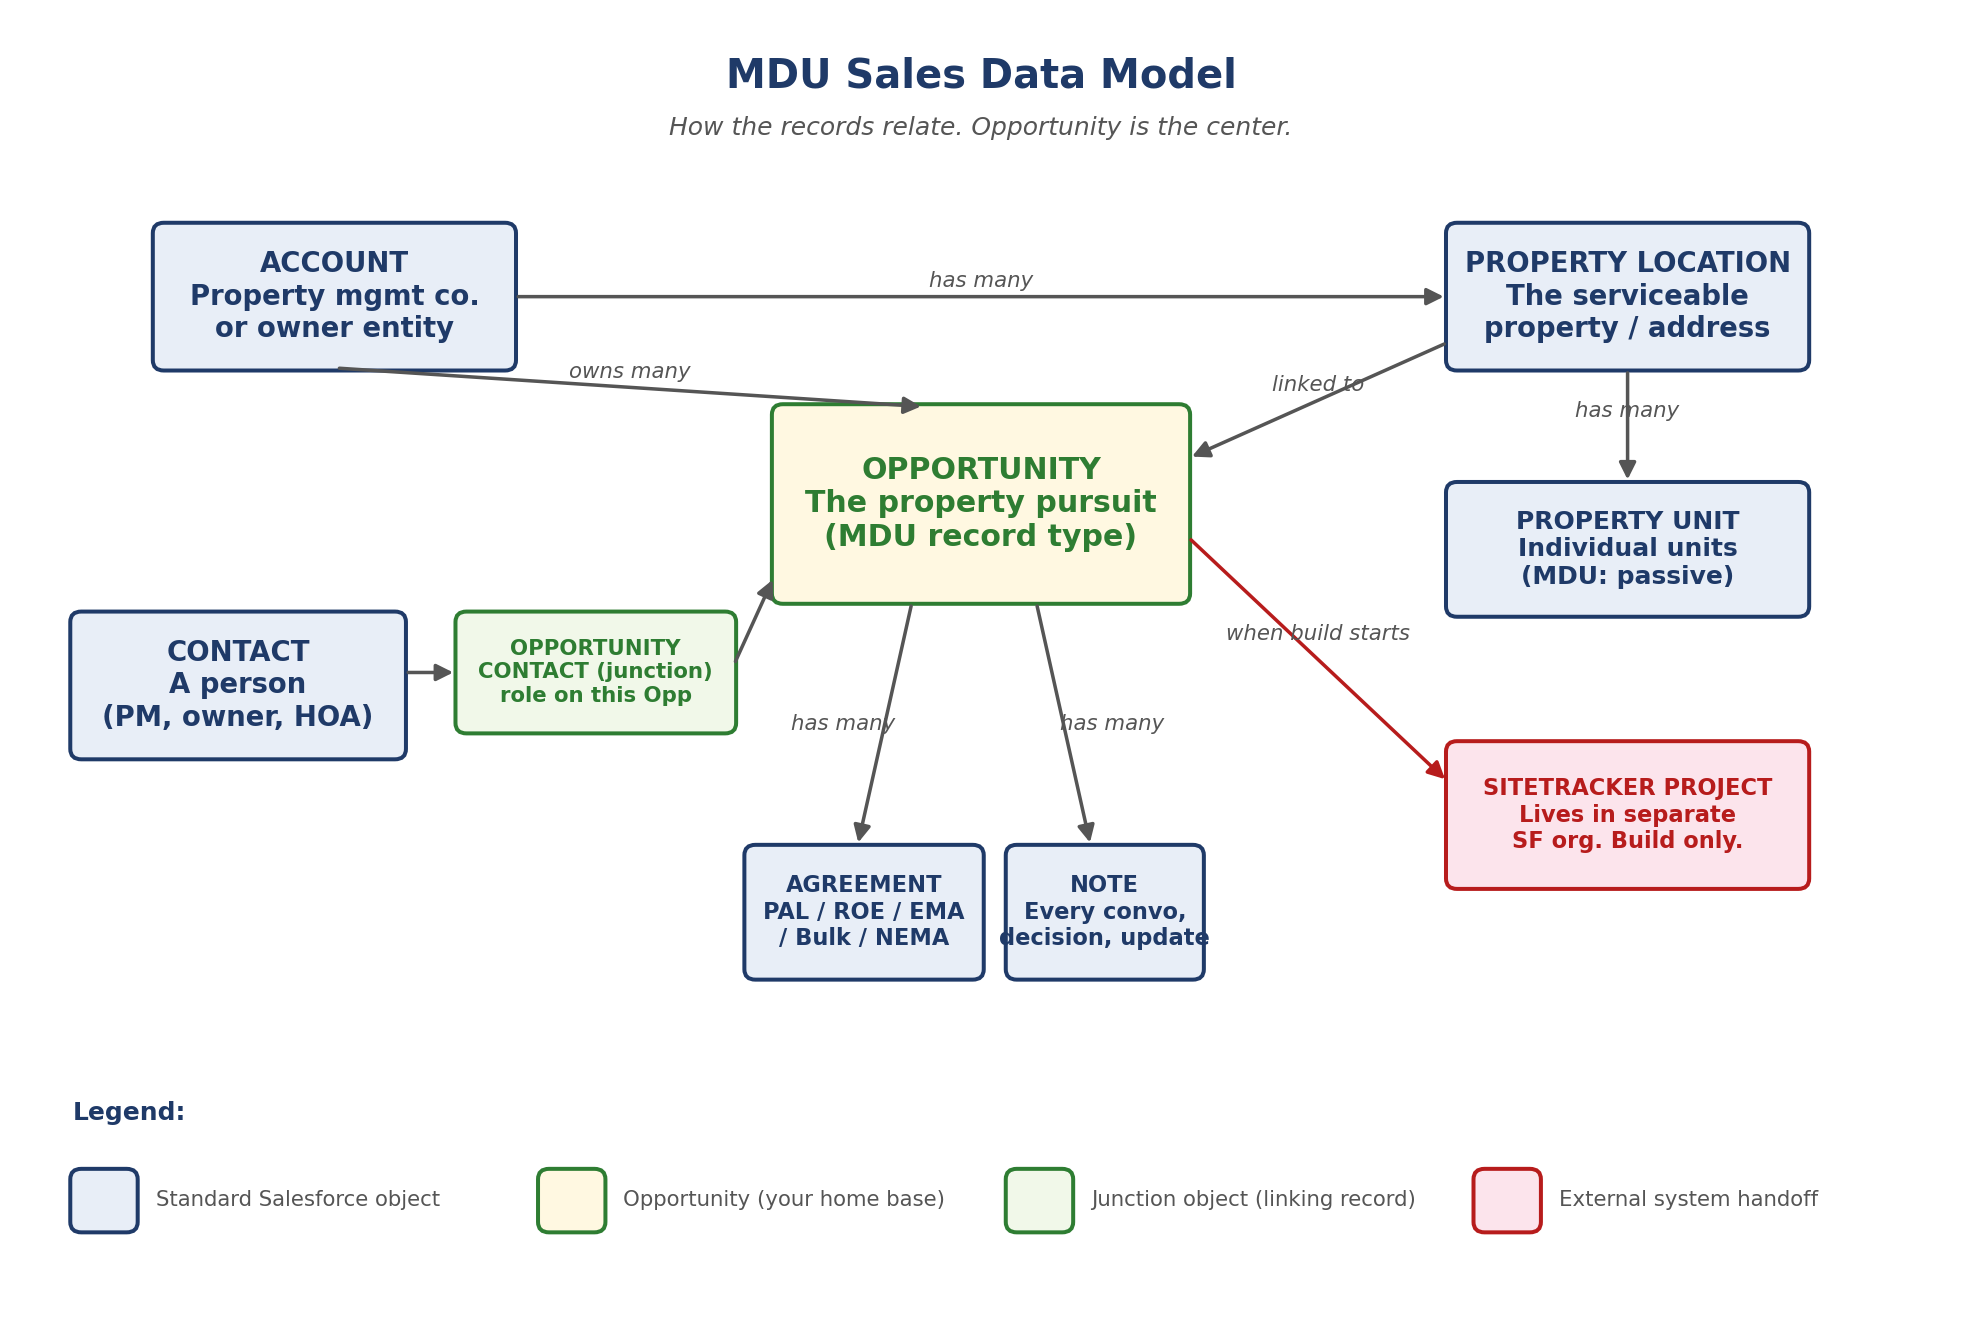 MDU Sales Data Model
How the records relate. Opportunity is the center.
ACCOUNT
Property mgmt co.
or owner entity
has many
PROPERTY LOCATION
The serviceable
property / address
owns many
linked to
has many
OPPORTUNITY
The property pursuit
(MDU record type)
PROPERTY UNIT
Individual units
(MDU: passive)
when build starts
CONTACT
A person
(PM, owner, HOA)
OPPORTUNITY
CONTACT (junction)
role on this Opp
has many
has many
SITETRACKER PROJECT
Lives in separate
SF org. Build only.
AGREEMENT
PAL / ROE / EMA
/ Bulk / NEMA
NOTE
Every convo,
decision, update
Legend:
Standard Salesforce object
Opportunity (your home base)
Junction object (linking record)
External system handoff